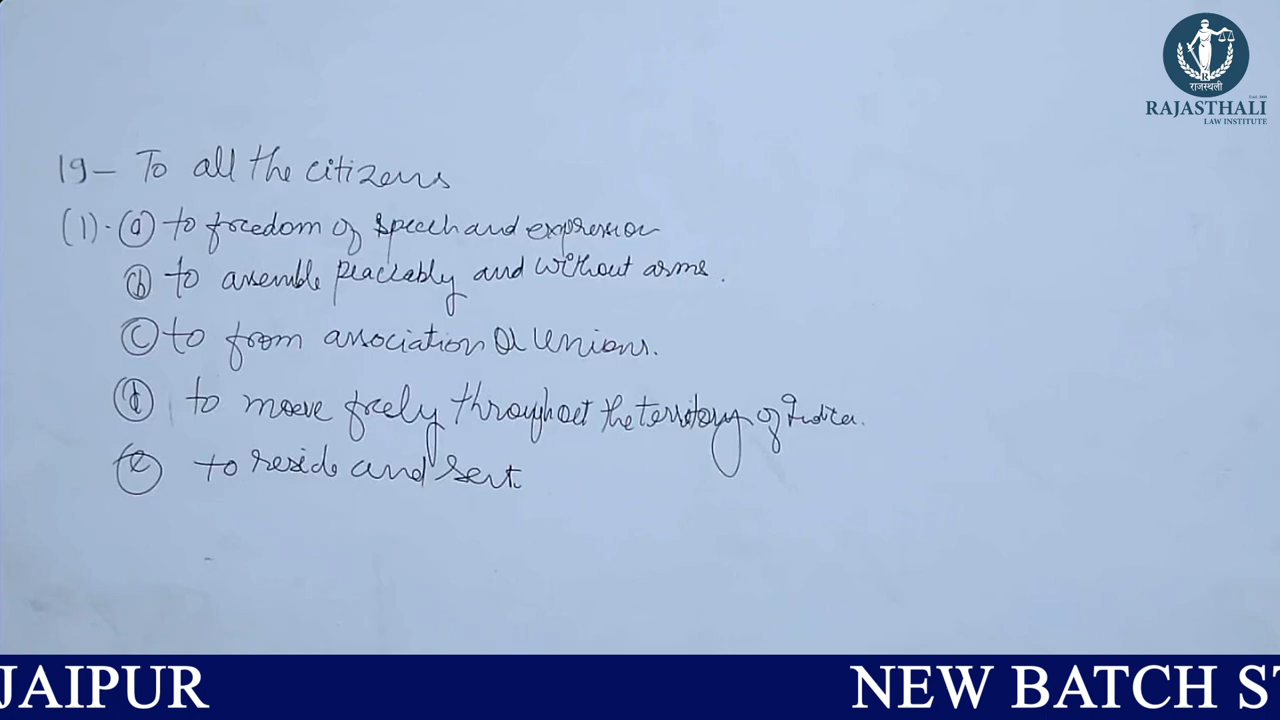 राजस्थली
RAJASTHALI
LAW INSTITUTE
19- To all the citizens
(1). (a) to freedom of speech and expression
(b) to assemble peaceably and without arms.
(c) to from association or unions.
(d) to move freely throughout the territory of India.
(e) to reside and sert
JAIPUR
NEW BATCH ST